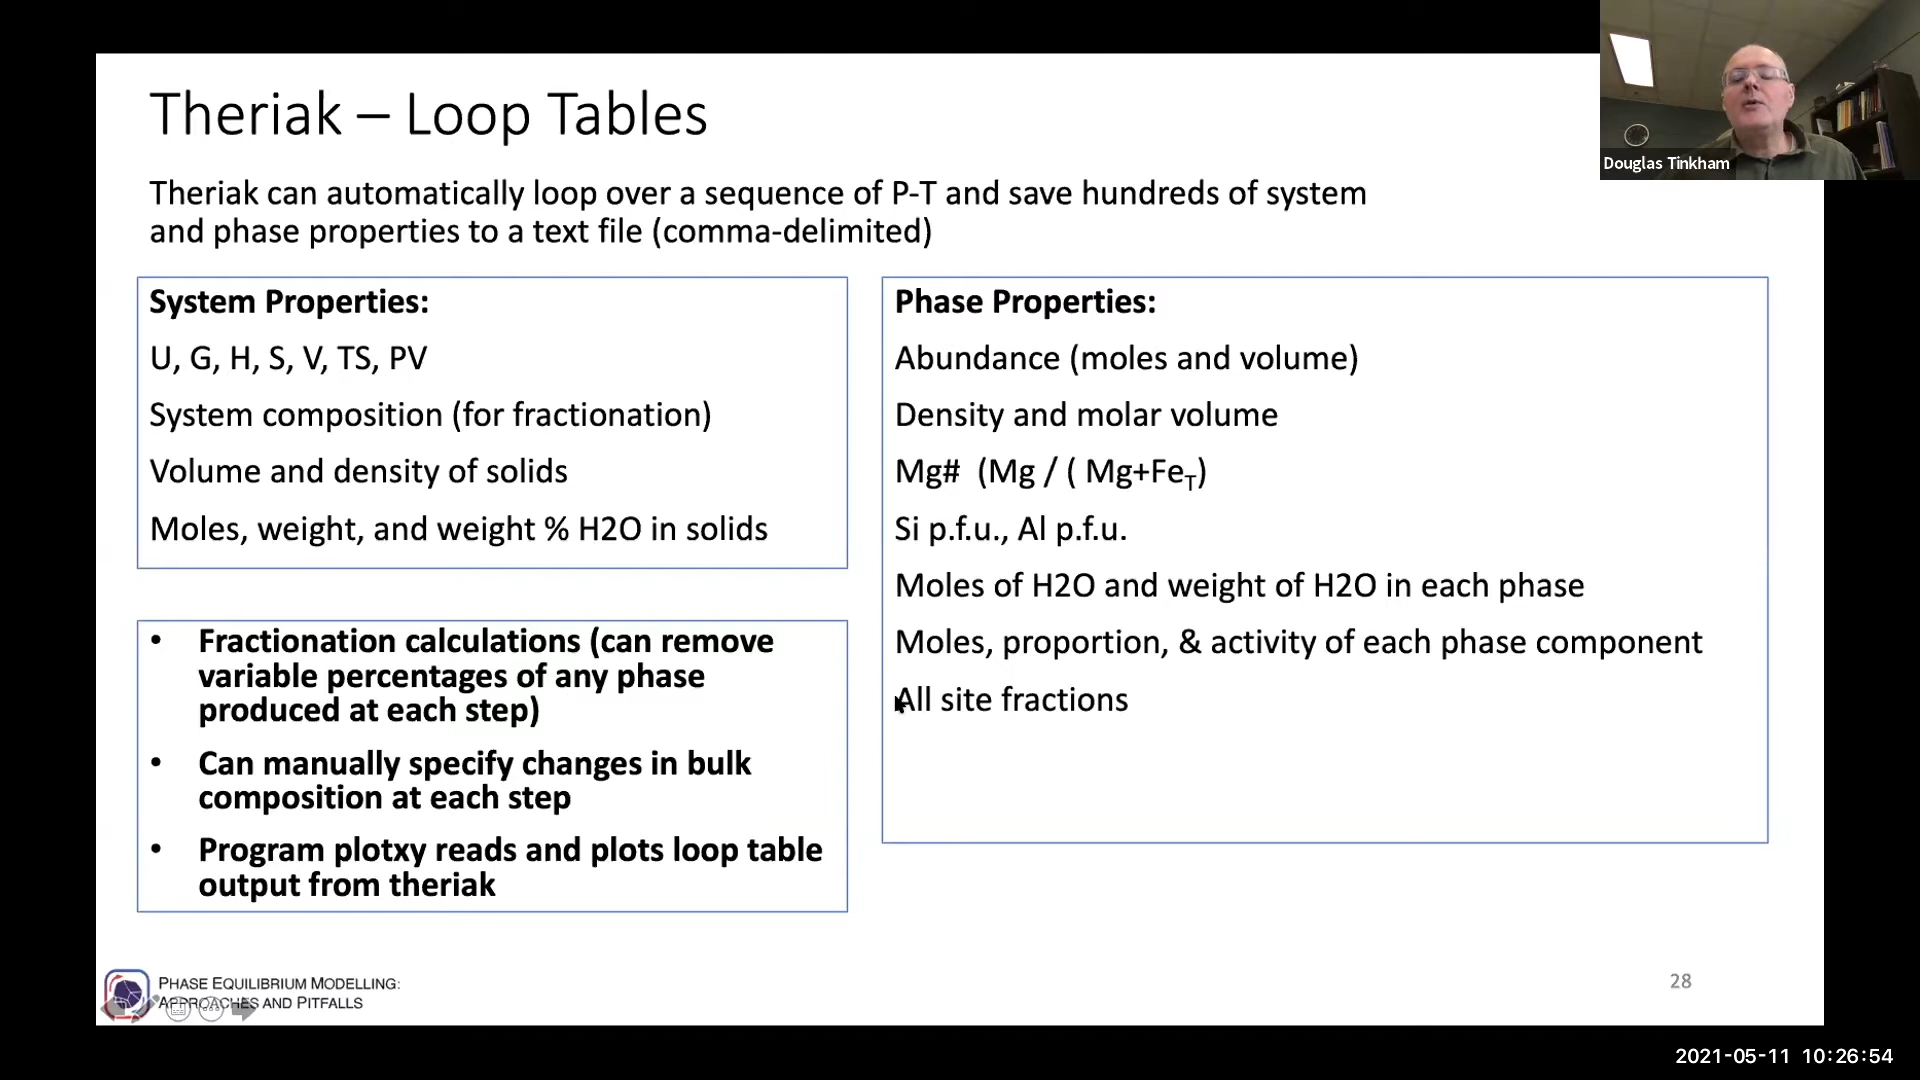 Theriak – Loop Tables
Douglas Tinkham
Theriak can automatically loop over a sequence of P-T and save hundreds of system
and phase properties to a text file (comma-delimited)
System Properties:
U, G, H, S, V, TS, PV
System composition (for fractionation)
Volume and density of solids
Moles, weight, and weight % H2O in solids
• Fractionation calculations (can remove
variable percentages of any phase
produced at each step)
• Can manually specify changes in bulk
composition at each step
• Program plotxy reads and plots loop table
output from theriak
Phase Properties:
Abundance (moles and volume)
Density and molar volume
Mg# (Mg / ( Mg+FeT)
Si p.f.u., Al p.f.u.
Moles of H2O and weight of H2O in each phase
Moles, proportion, & activity of each phase component
All site fractions
PHASE EQUILIBRIUM MODELLING:
APPROACHES AND PITFALLS
28
2021-05-11 10:26:54